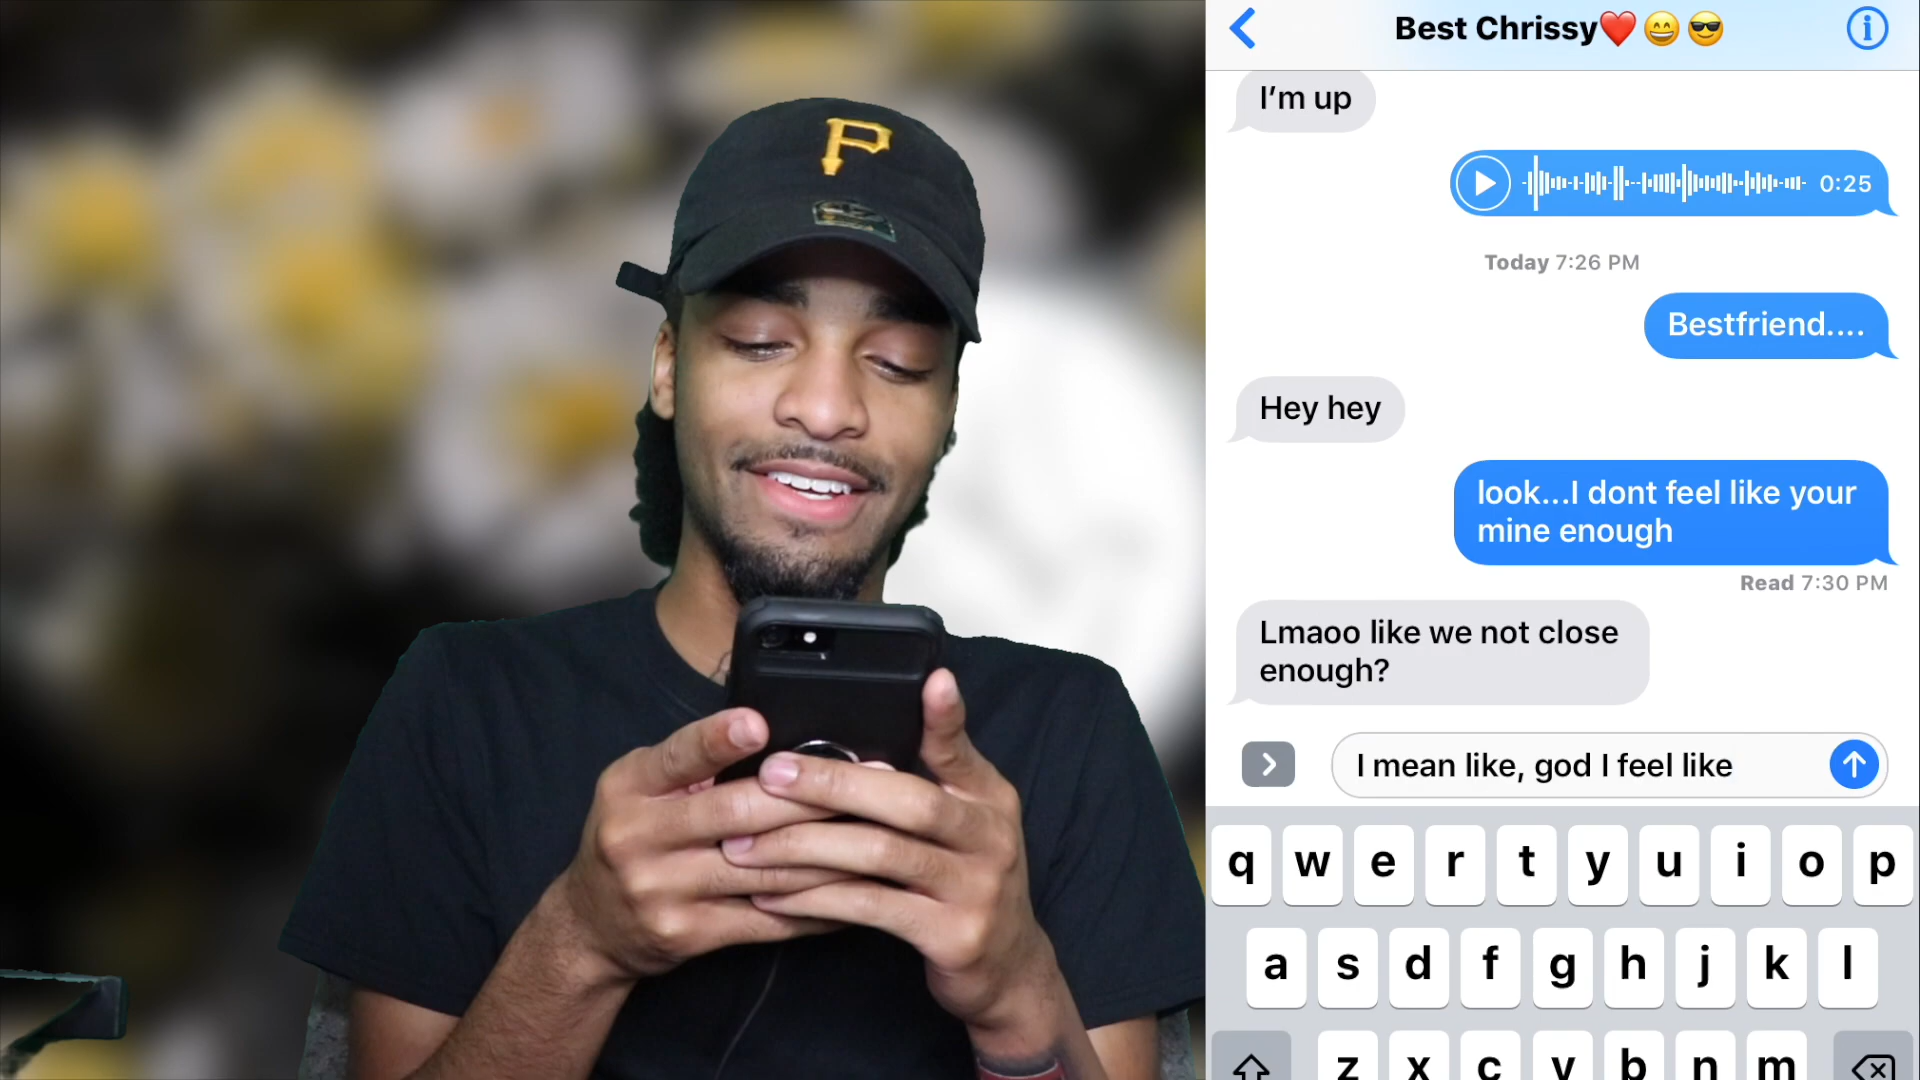 P
Best Chrissy❤️😄😎
I’m up
0:25
Today 7:26 PM
Bestfriend....
Hey hey
look...I dont feel like your
mine enough
Read 7:30 PM
Lmaoo like we not close
enough?
I mean like, god I feel like
q w e r t y u i o p
a s d f g h j k l
z x c v b n m